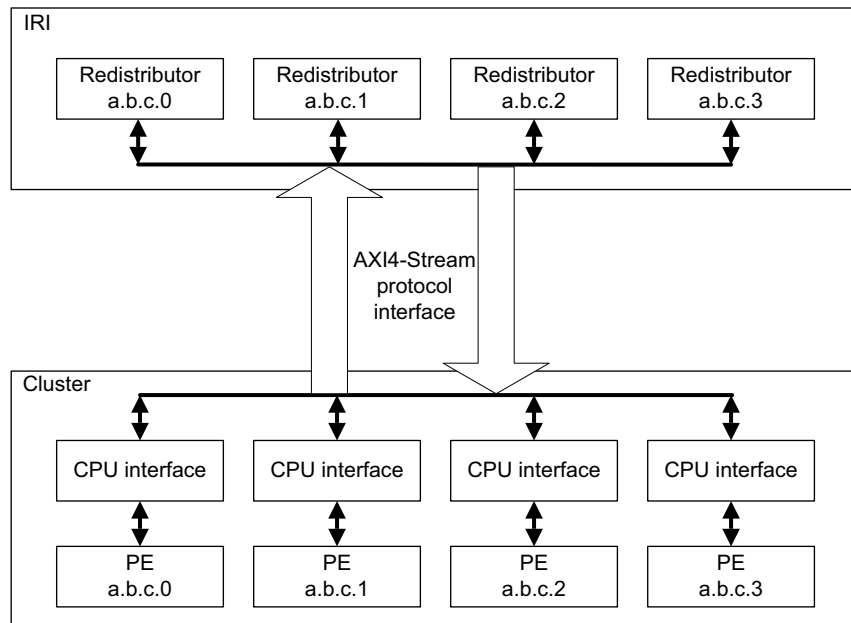 IRI
Redistributor
a.b.c.0
Redistributor
a.b.c.1
Redistributor
a.b.c.2
Redistributor
a.b.c.3
AXI4-Stream
protocol
interface
Cluster
CPU interface
CPU interface
CPU interface
CPU interface
PE
a.b.c.0
PE
a.b.c.1
PE
a.b.c.2
PE
a.b.c.3